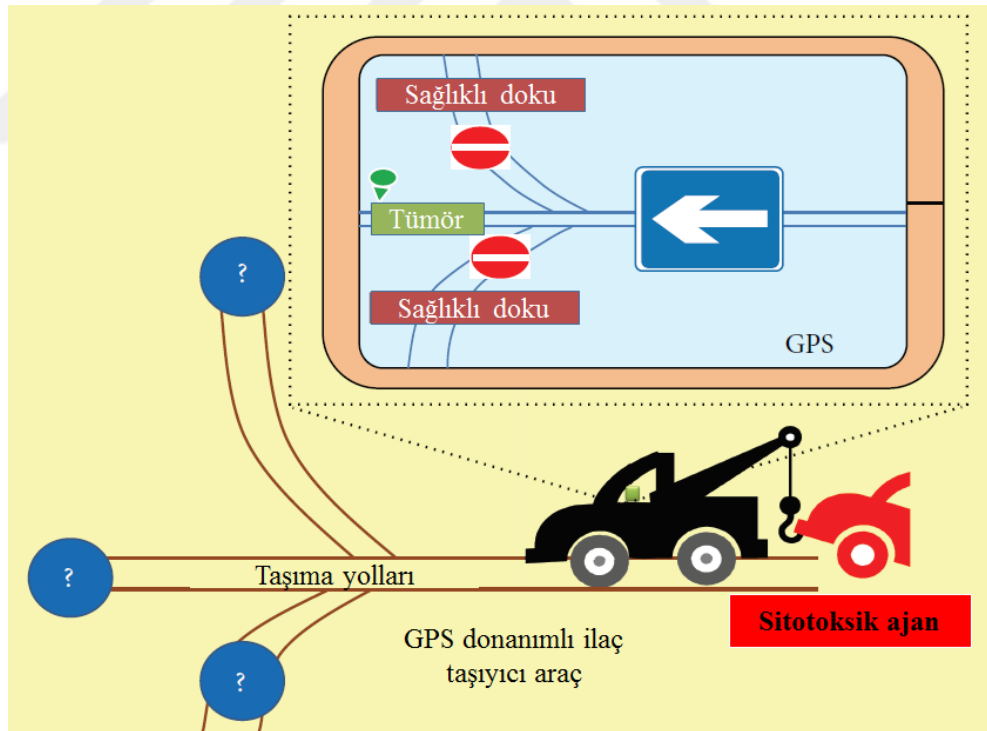 Sağlıklı doku
Tümör
Sağlıklı doku
GPS
?
?
Taşıma yolları
?
Sitotoksik ajan
GPS donanımlı ilaç
taşıyıcı araç